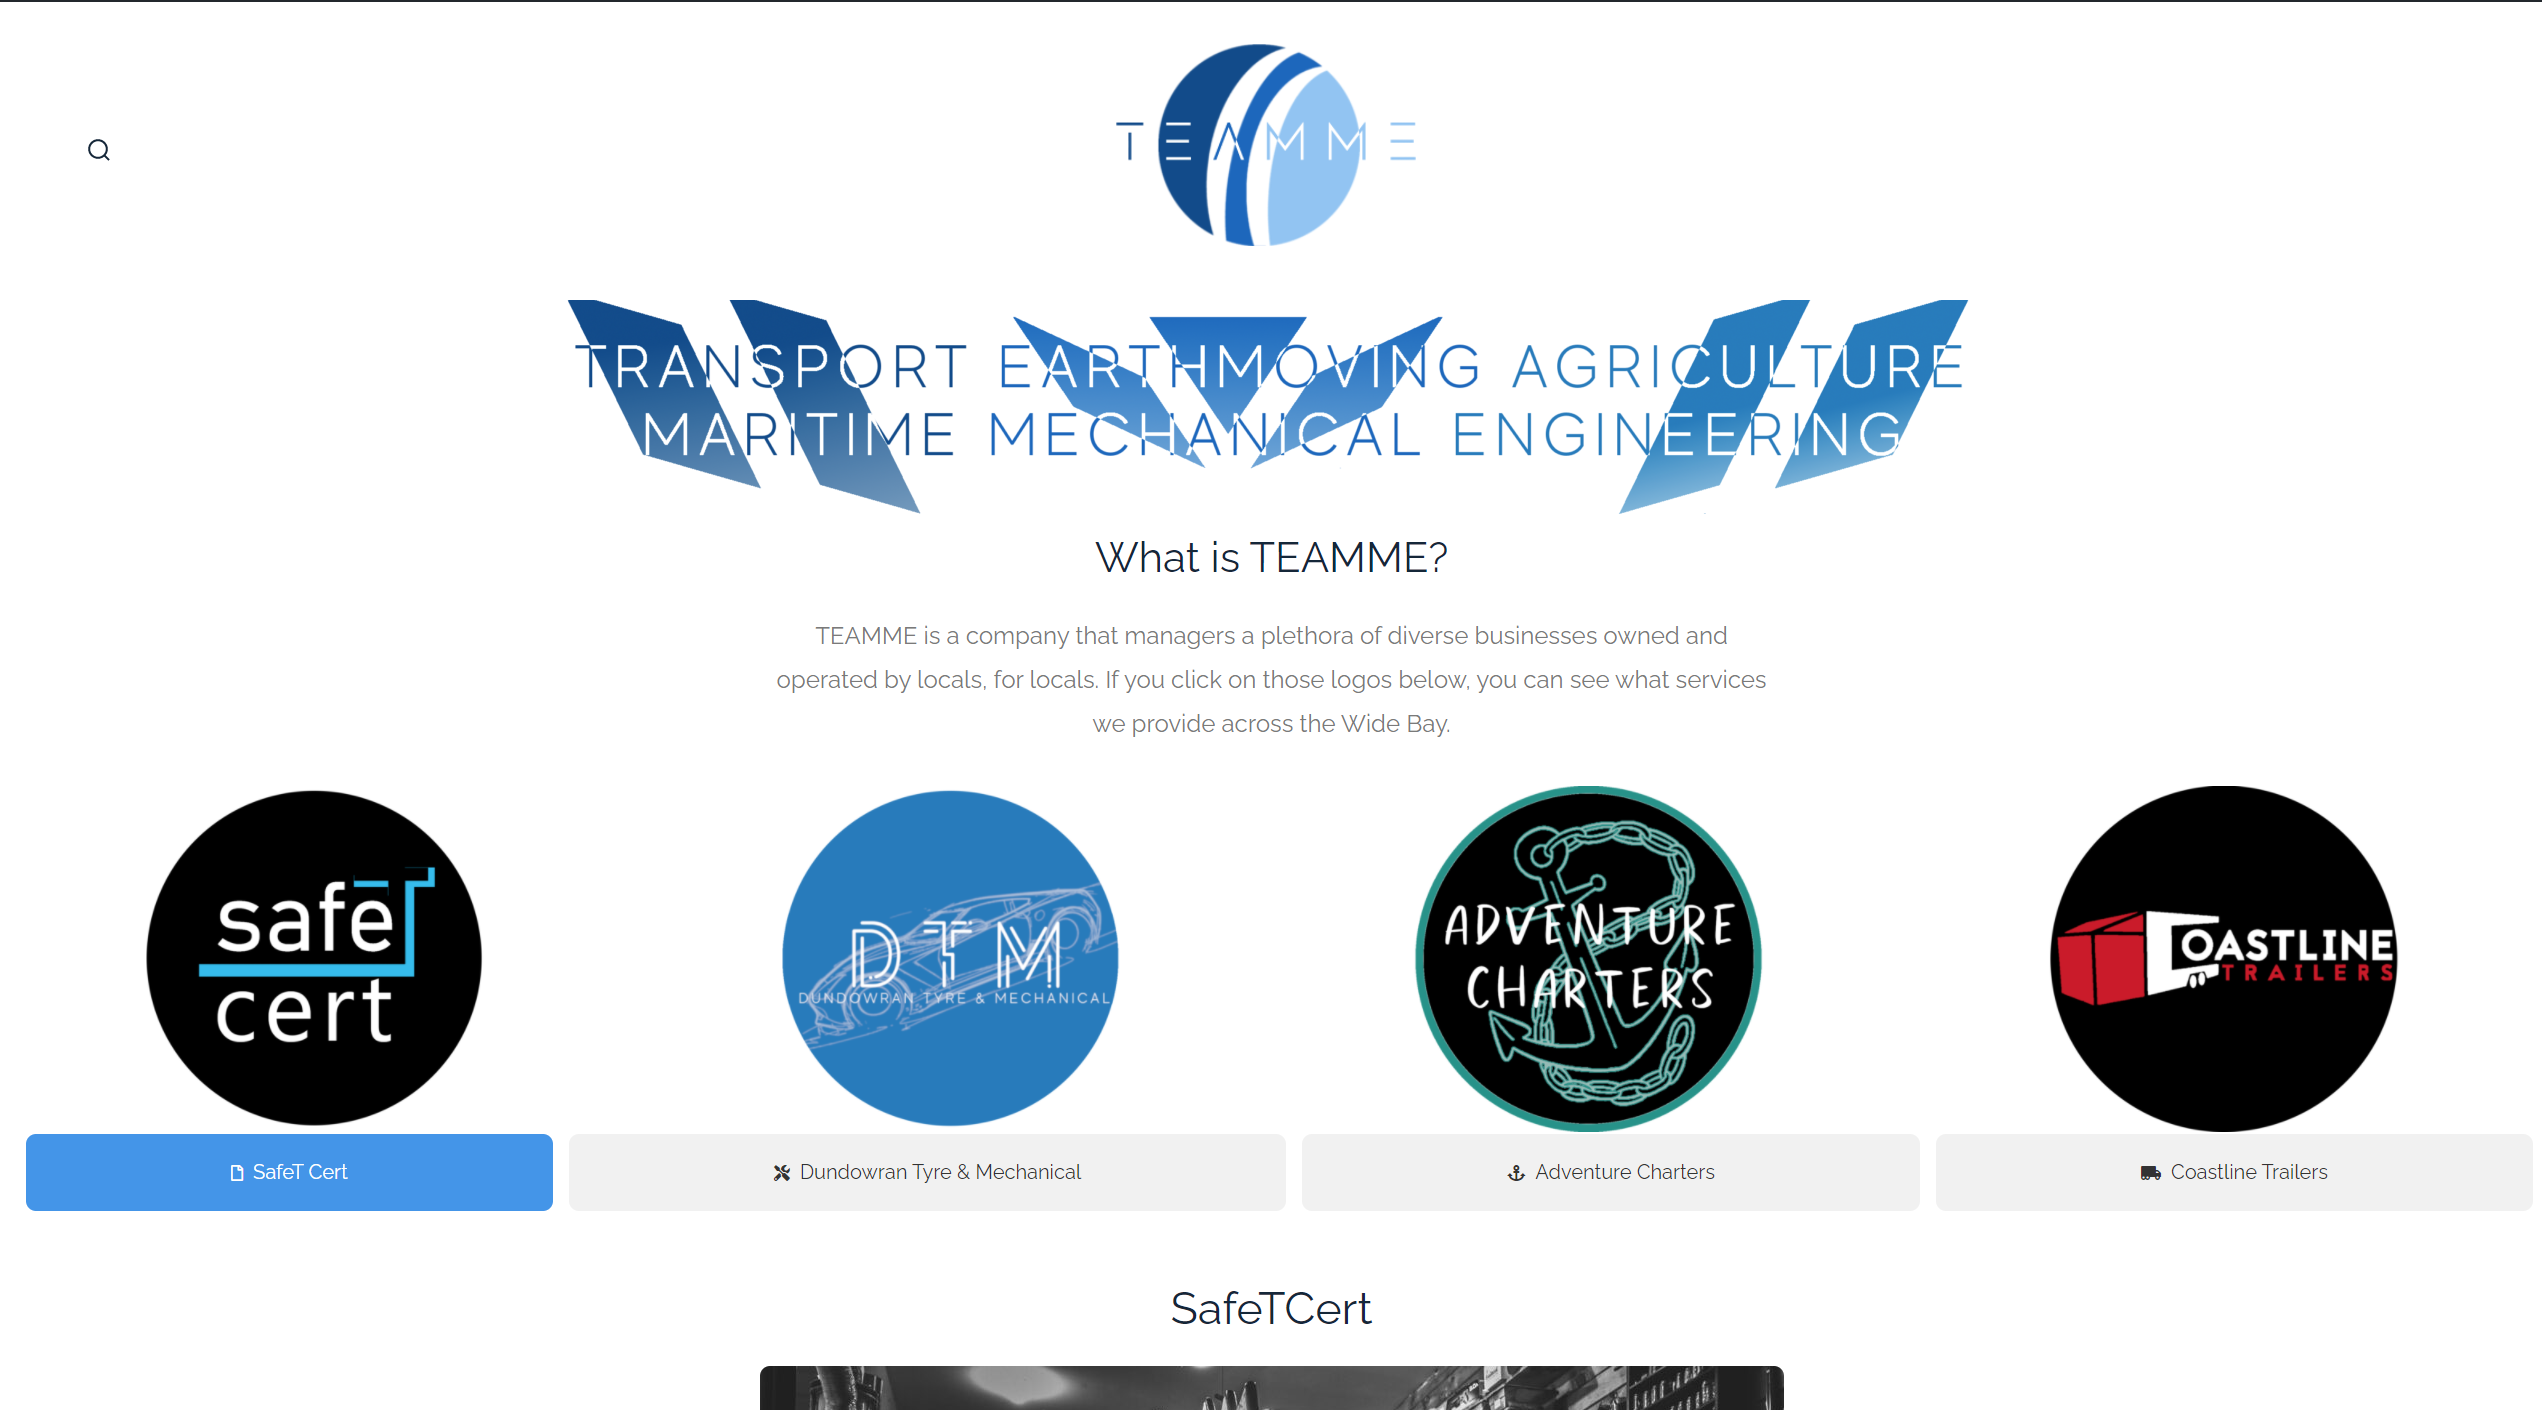 TEAMME
TRANSPORT EARTHMOVING AGRICULTURE
MARITIME MECHANICAL ENGINEERING
What is TEAMME?
TEAMME is a company that managers a plethora of diverse businesses owned and
operated by locals, for locals. If you click on those logos below, you can see what services
we provide across the Wide Bay.
safeT
cert
DTM
DUNDOWRAN TYRE & MECHANICAL
ADVENTURE
CHARTERS
COASTLINE
TRAILERS
SafeT Cert
Dundowran Tyre & Mechanical
Adventure Charters
Coastline Trailers
SafeTCert